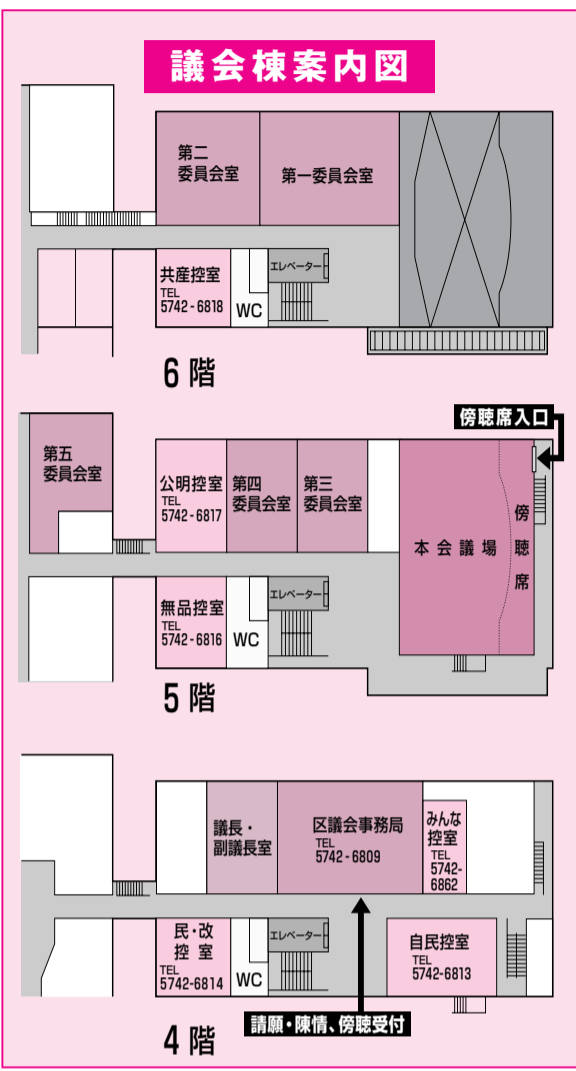 議会棟案内図
第二
委員会室
第一委員会室
共産控室
TEL
5742-6818
WC
エレベーター
6階
傍聴席入口
第五
委員会室
公明控室
TEL
5742-6817
第四
委員会室
第三
委員会室
本会議場
傍聴席
無品控室
TEL
5742-6816
WC
エレベーター
5階
議長・
副議長室
区議会事務局
TEL
5742-6809
みんな
控室
TEL
5742-
6862
民・改
控室
TEL
5742-6814
WC
エレベーター
自民控室
TEL
5742-6813
請願・陳情、傍聴受付
4階